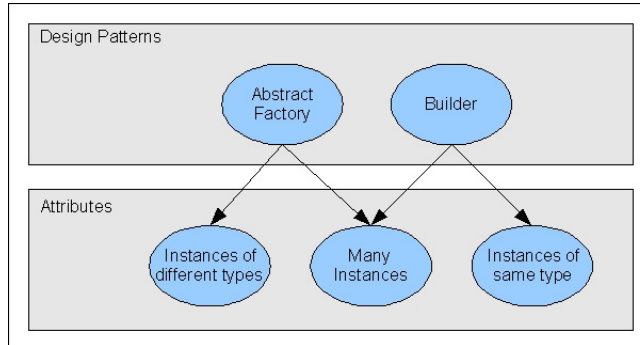 Design Patterns
Abstract
Factory
Builder
Attributes
Instances of
different types
Many
Instances
Instances of
same type